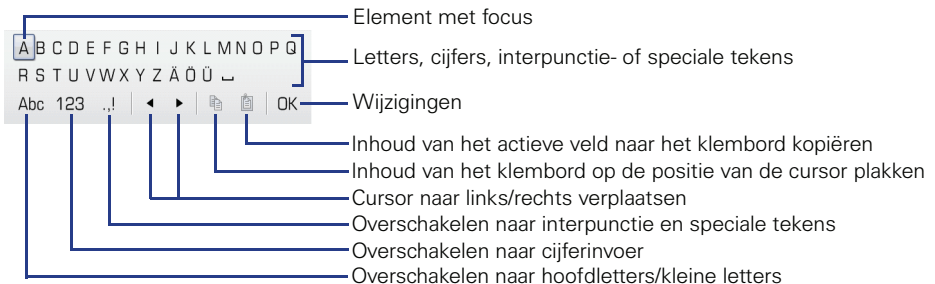 Element met focus
A B C D E F G H I J K L M N O P Q
Letters, cijfers, interpunctie- of speciale tekens
R S T U V W X Y Z Ä Ö Ü ⎵
Abc 123 .,! ◄ ► OK
Wijzigingen
Inhoud van het actieve veld naar het klembord kopiëren
Inhoud van het klembord op de positie van de cursor plakken
Cursor naar links/rechts verplaatsen
Overschakelen naar interpunctie en speciale tekens
Overschakelen naar cijferinvoer
Overschakelen naar hoofdletters/kleine letters